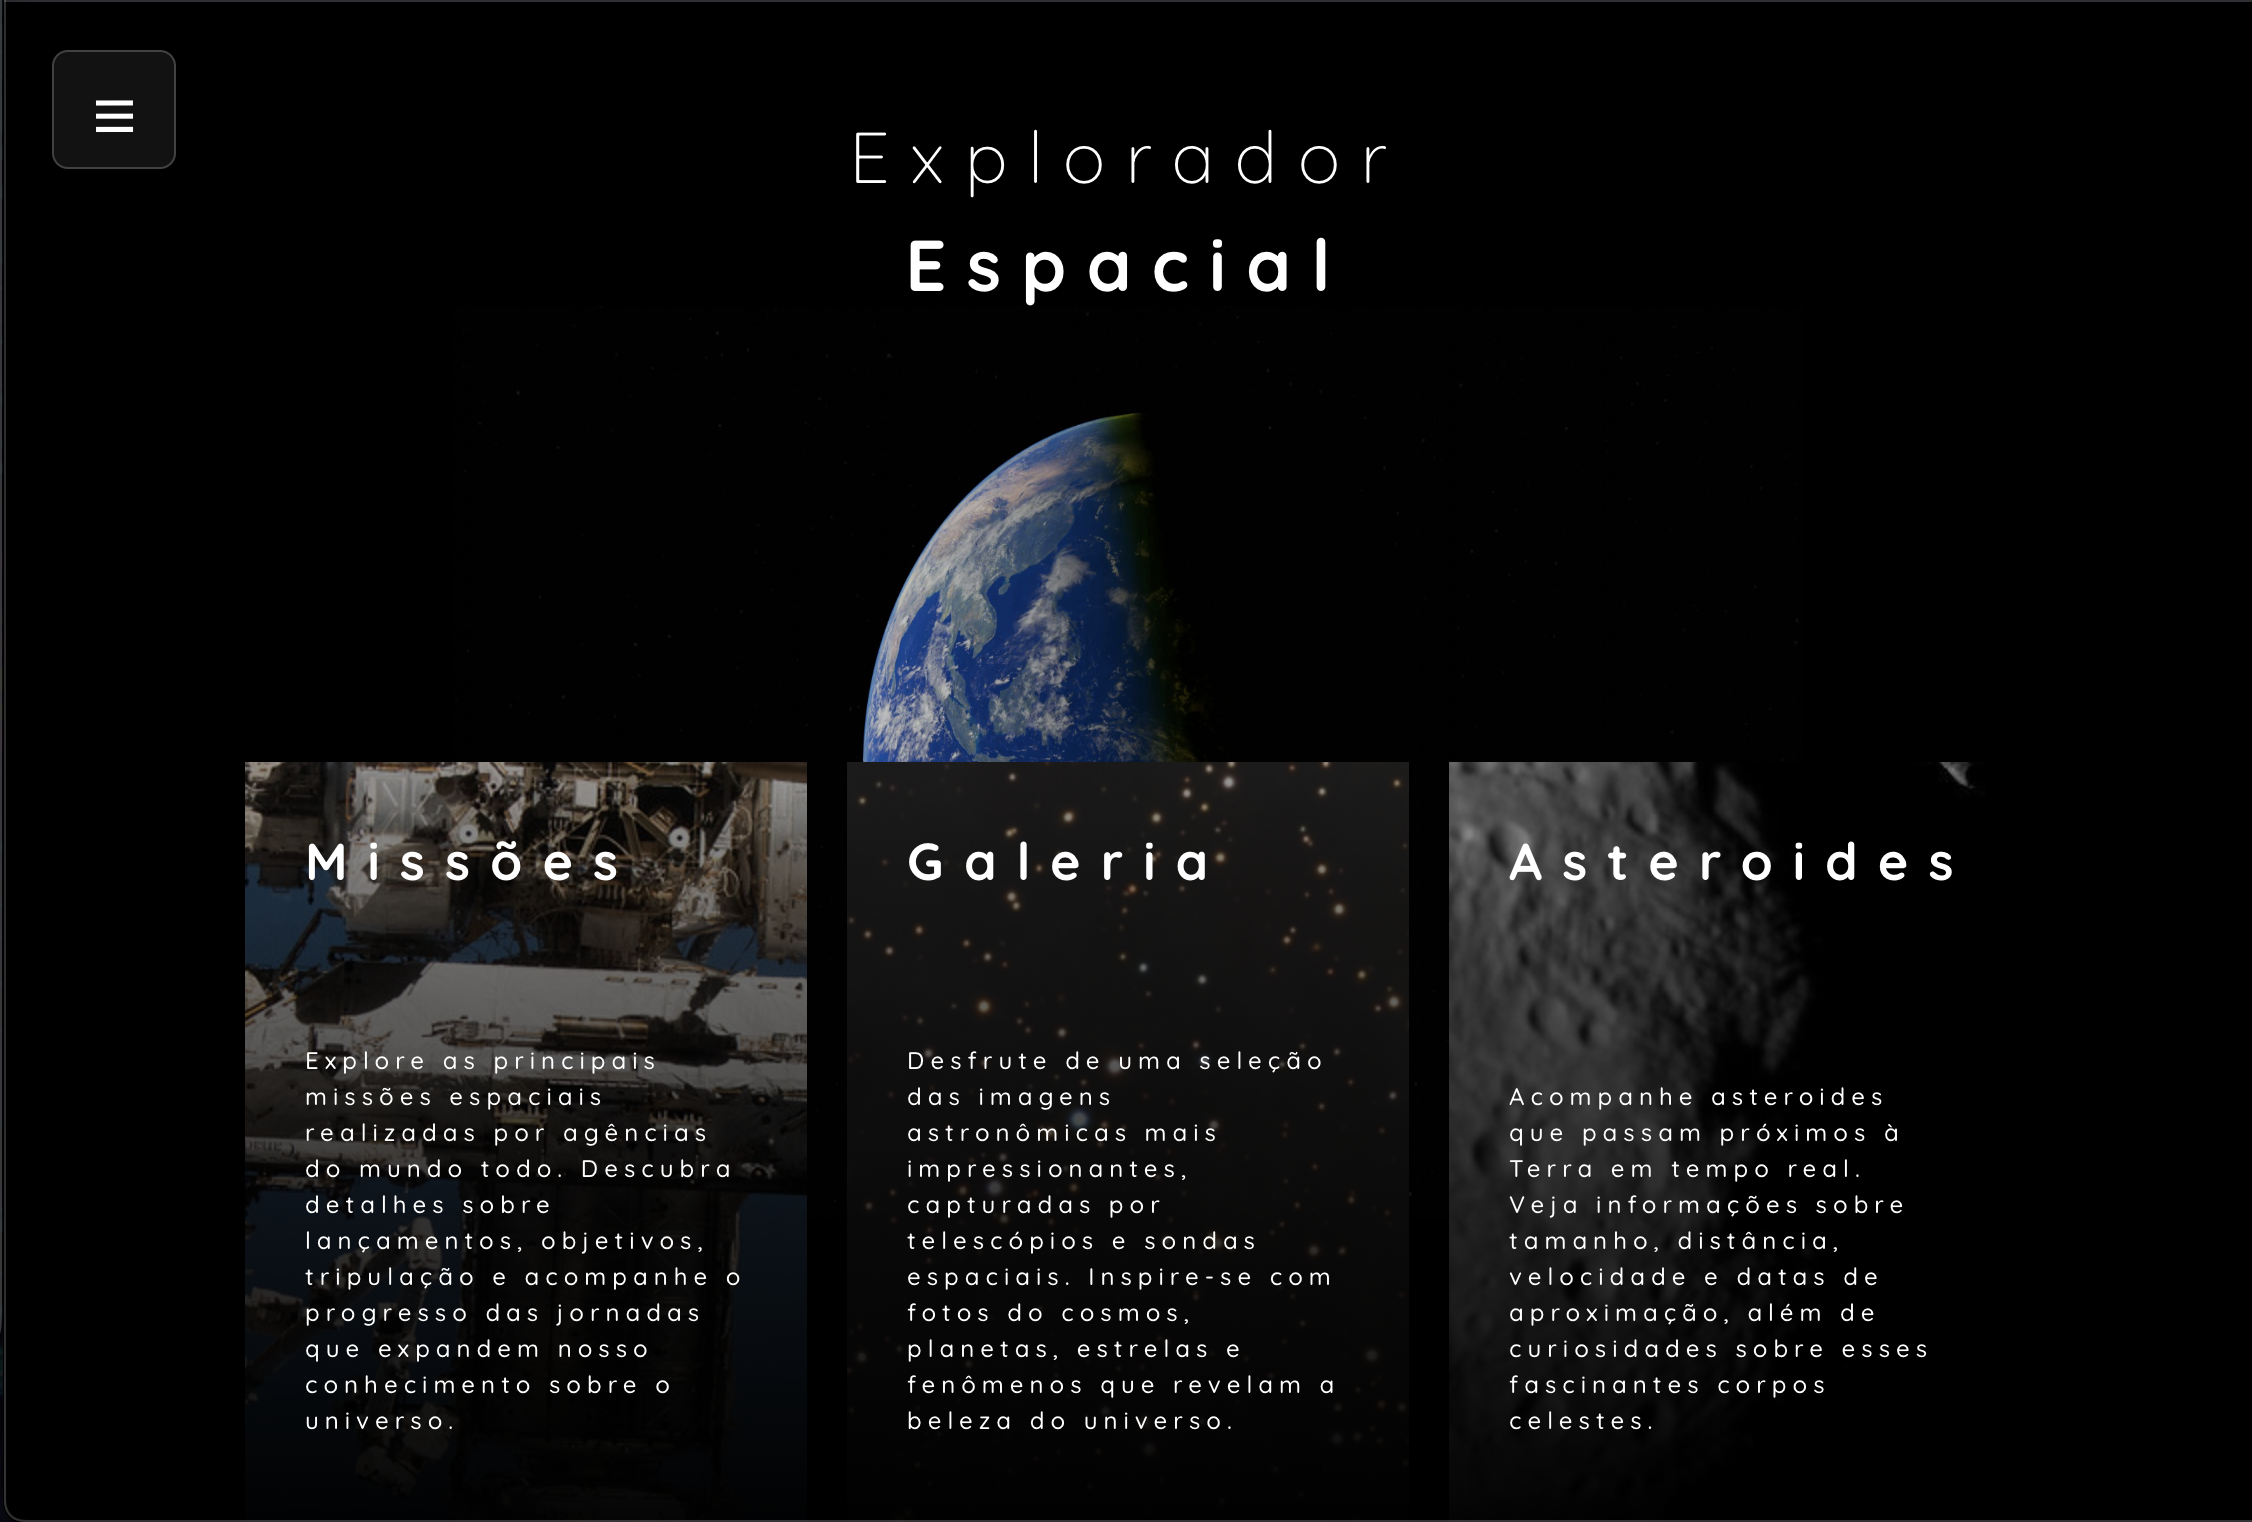 Explorador
Espacial
Missões
Explore as principais
missões espaciais
realizadas por agências
do mundo todo. Descubra
detalhes sobre
lançamentos, objetivos,
tripulação e acompanhe o
progresso das jornadas
que expandem nosso
conhecimento sobre o
universo.
Galeria
Desfrute de uma seleção
das imagens
astronômicas mais
impressionantes,
capturadas por
telescópios e sondas
espaciais. Inspire-se com
fotos do cosmos,
planetas, estrelas e
fenômenos que revelam a
beleza do universo.
Asteroides
Acompanhe asteroides
que passam próximos à
Terra em tempo real.
Veja informações sobre
tamanho, distância,
velocidade e datas de
aproximação, além de
curiosidades sobre esses
fascinantes corpos
celestes.